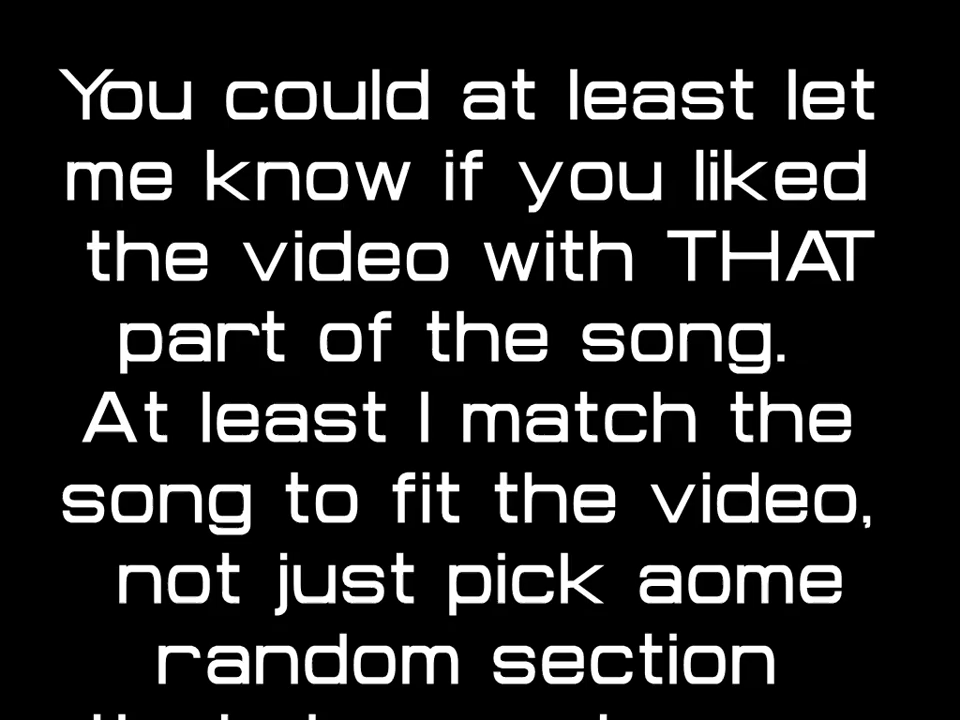 You could at least let
me know if you liked
the video with THAT
part of the song.
At least I match the
song to fit the video,
not just pick aome
random section